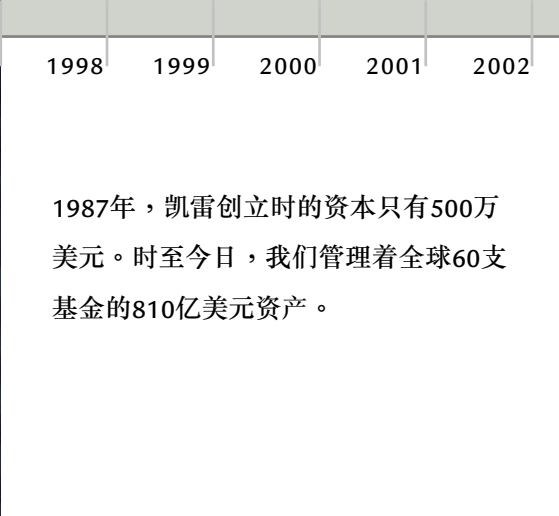 1998 1999 2000 2001 2002
1987年，凯雷创立时的资本只有500万
美元。时至今日，我们管理着全球60支
基金的810亿美元资产。